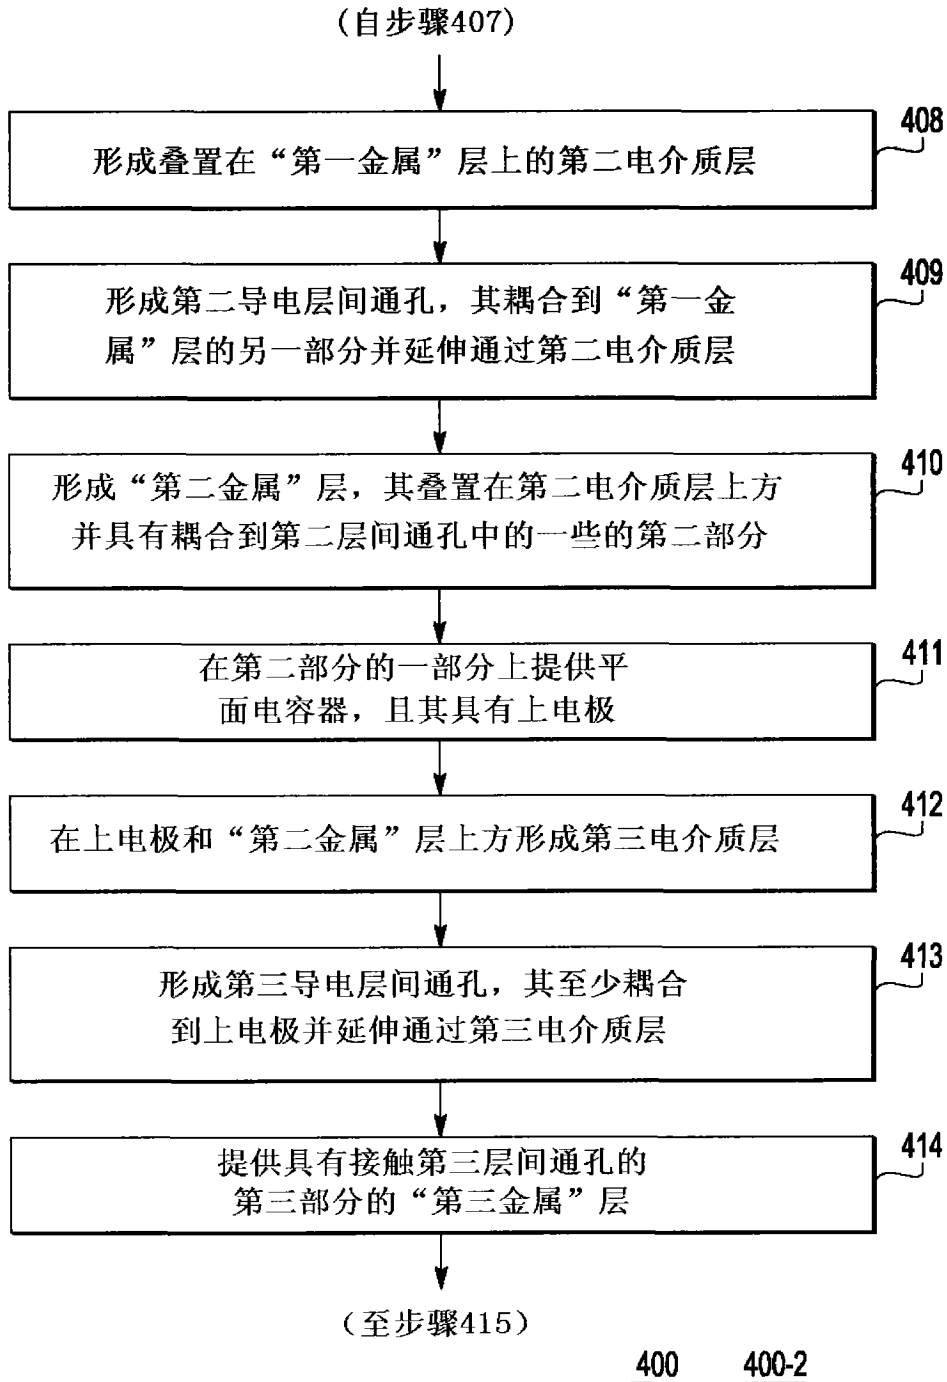 (自步骤407)
408
形成叠置在“第一金属”层上的第二电介质层
409
形成第二导电层间通孔，其耦合到“第一金
属”层的另一部分并延伸通过第二电介质层
410
形成“第二金属”层，其叠置在第二电介质层上方
并具有耦合到第二层间通孔中的一些的第二部分
411
在第二部分的一部分上提供平
面电容器，且其具有上电极
412
在上电极和“第二金属”层上方形成第三电介质层
413
形成第三导电层间通孔，其至少耦合
到上电极并延伸通过第三电介质层
414
提供具有接触第三层间通孔的
第三部分的“第三金属”层
(至步骤415)
400 400-2